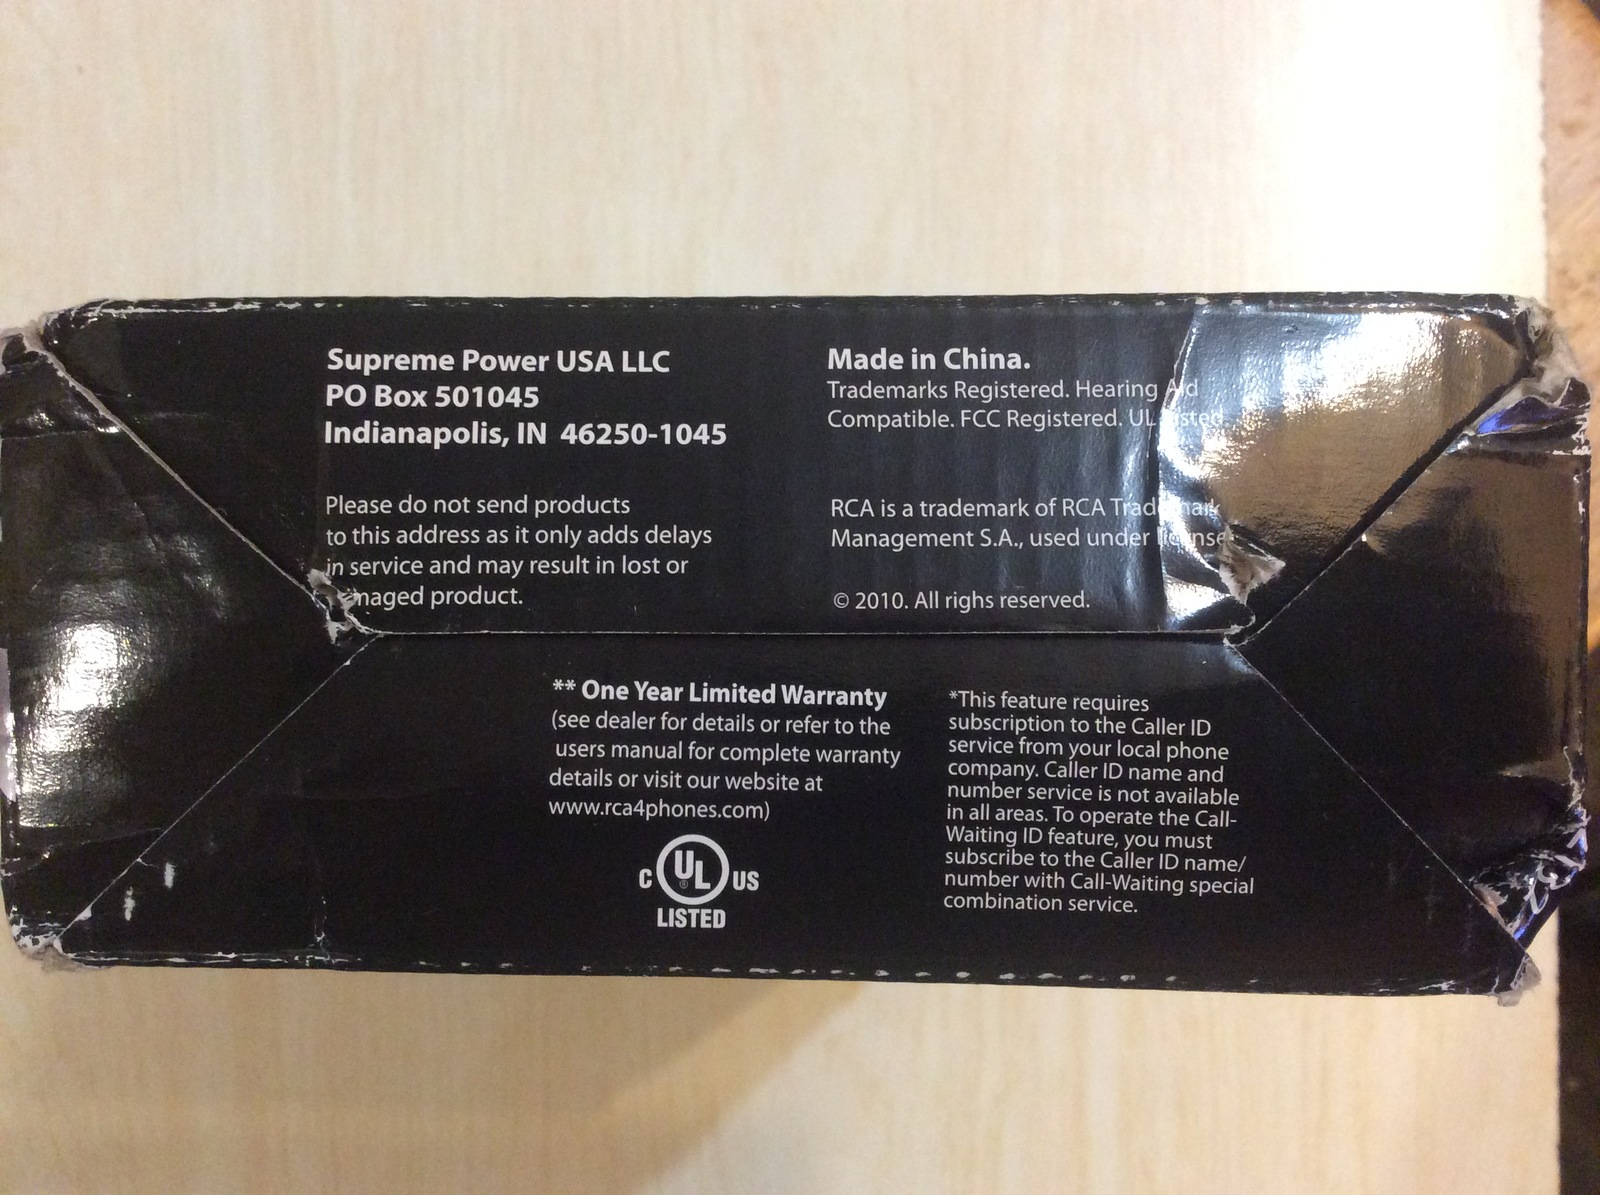 Supreme Power USA LLC
PO Box 501045
Indianapolis, IN 46250-1045
Please do not send products
to this address as it only adds delays
in service and may result in lost or
product.
Made in China.
Trademarks Registered. Hearing Aid
Compatible. FCC Registered. UL Listed
RCA is a trademark of RCA Trademark
Management S.A., used under license
© 2010. All righs reserved.
** One Year Limited Warranty
(see dealer for details or refer to the
users manual for complete warranty
details or visit our website at
www.rca4phones.com)
C UL ® US
LISTED
*This feature requires
subscription to the Caller ID
service from your local phone
company. Caller ID name and
number service is not available
in all areas. To operate the Call-
Waiting ID feature, you must
subscribe to the Caller ID name/
number with Call-Waiting special
combination service.